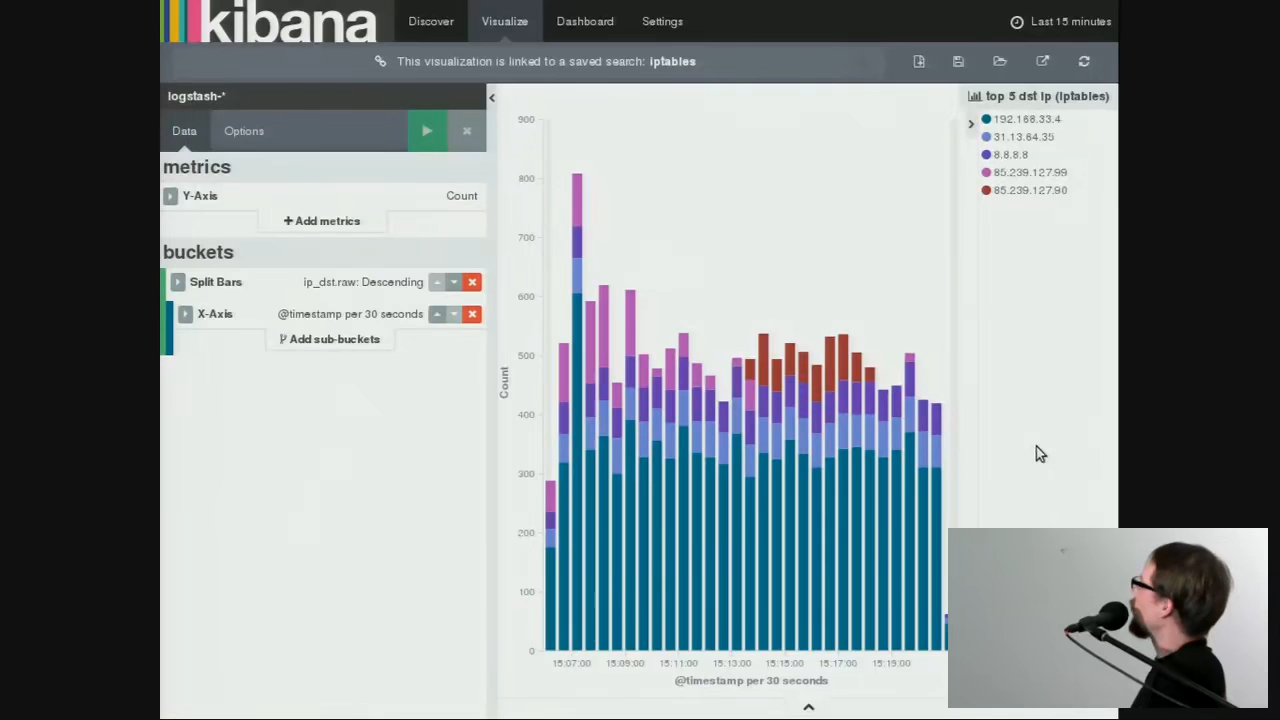 kibana
Discover
Visualize
Dashboard
Settings
Last 15 minutes
This visualization is linked to a saved search: iptables
logstash-*
Data
Options
metrics
Y-Axis
Count
Add metrics
buckets
Split Bars
ip_dst.raw: Descending
X-Axis
@timestamp per 30 seconds
Add sub-buckets
900
800
700
600
500
400
300
200
100
0
Count
15:07:00
15:09:00
15:11:00
15:13:00
15:15:00
15:17:00
15:19:00
@timestamp per 30 seconds
top 5 dst ip (iptables)
192.168.33.4
31.13.64.35
8.8.8.8
85.239.127.99
85.239.127.90